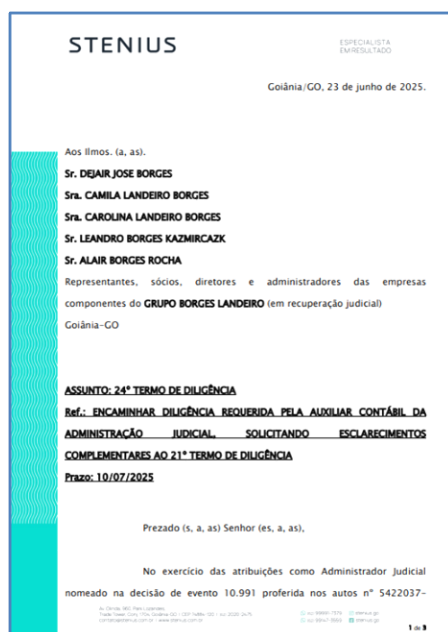 STENIUS
ESPECIALISTA
EM RESULTADO
Goiânia/GO, 23 de junho de 2025.
Aos Ilmos. (a, as).
Sr. DEJAIR JOSE BORGES
Sra. CAMILA LANDEIRO BORGES
Sra. CAROLINA LANDEIRO BORGES
Sr. LEANDRO BORGES KAZMIRCAZK
Sr. ALAIR BORGES ROCHA
Representantes, sócios, diretores e administradores das empresas
componentes do GRUPO BORGES LANDEIRO (em recuperação judicial)
Goiânia-GO
ASSUNTO: 24º TERMO DE DILIGÊNCIA
Ref.: ENCAMINHAR DILIGÊNCIA REQUERIDA PELA AUXILIAR CONTÁBIL DA
ADMINISTRAÇÃO JUDICIAL, SOLICITANDO ESCLARECIMENTOS
COMPLEMENTARES AO 21º TERMO DE DILIGÊNCIA
Prazo: 10/07/2025
Prezado (s, a, as) Senhor (es, a, as),
No exercício das atribuições como Administrador Judicial
nomeado na decisão de evento 10.991 proferida nos autos nº 5422037-
1 de 3